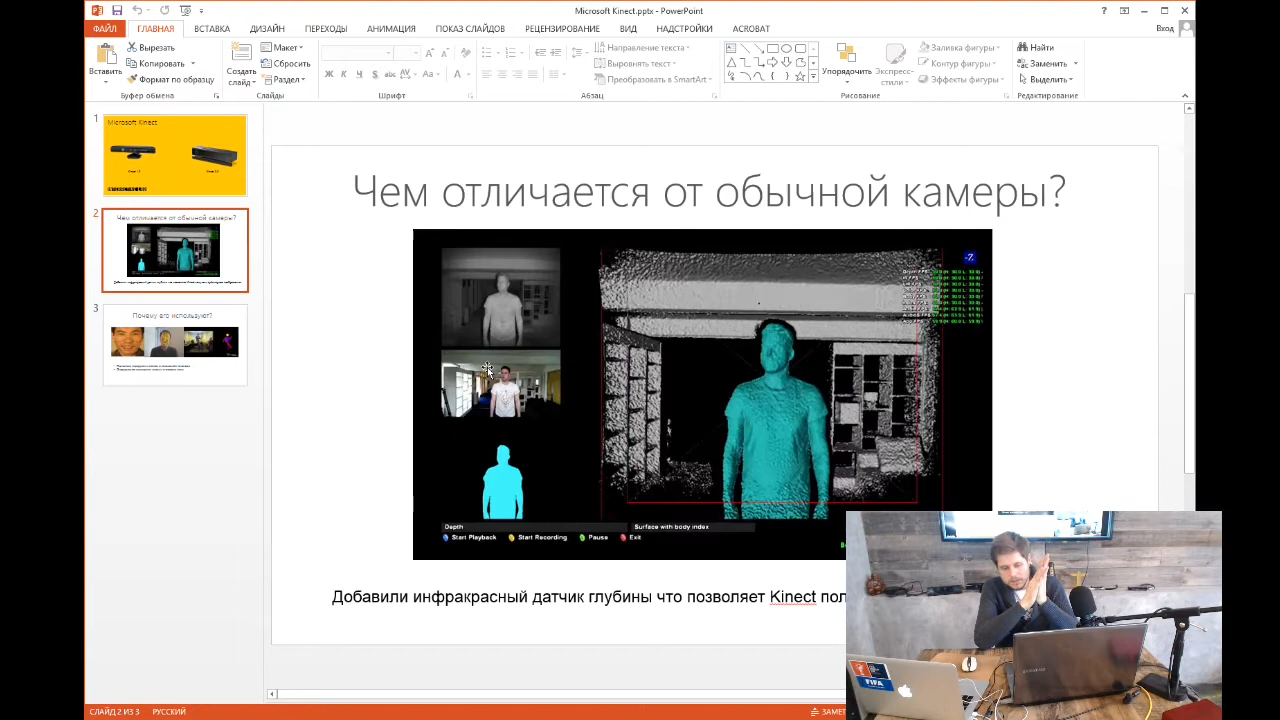 Microsoft Kinect.pptx - PowerPoint
Вход
ФАЙЛ ГЛАВНАЯ ВСТАВКА ДИЗАЙН ПЕРЕХОДЫ АНИМАЦИЯ ПОКАЗ СЛАЙДОВ РЕЦЕНЗИРОВАНИЕ ВИД НАДСТРОЙКИ ACROBAT
Вставить
Вырезать
Копировать
Формат по образцу
Буфер обмена
Создать слайд
Макет
Сбросить
Раздел
Слайды
Шрифт
Направление текста
Выровнять текст
Преобразовать в SmartArt
Абзац
Упорядочить
Экспресс-стили
Заливка фигуры
Контур фигуры
Эффекты фигуры
Рисование
Найти
Заменить
Выделить
Редактирование
1
Microsoft Kinect
2
Чем отличается от обычной камеры?
3
Почему его используют?
Чем отличается от обычной камеры?
Depth
Surface with body index
Start Playback Start Recording Pause Exit
Добавили инфракрасный датчик глубины что позволяет Kinect пол
FIFA
СЛАЙД 2 ИЗ 3 РУССКИЙ
ЗАМЕТ